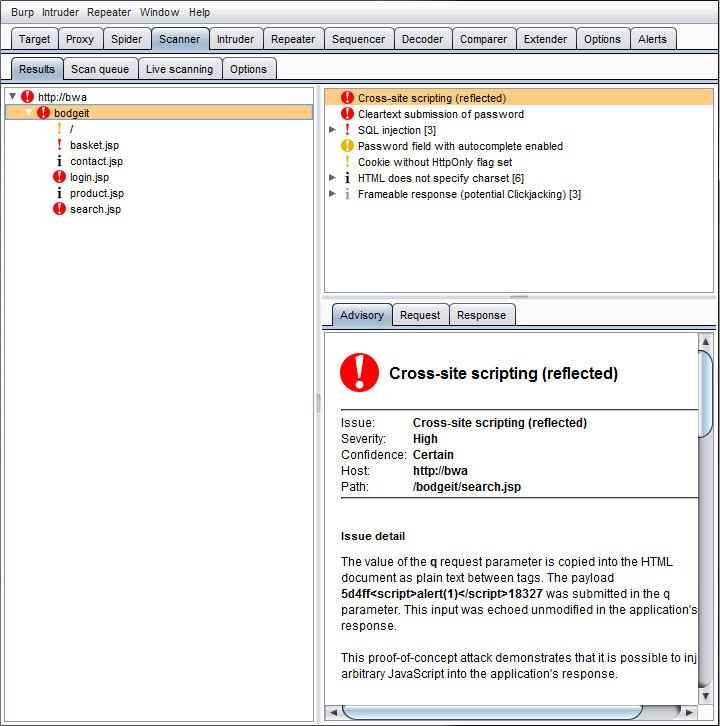 Burp Intruder Repeater Window Help
Target Proxy Spider Scanner Intruder Repeater Sequencer Decoder Comparer Extender Options Alerts
Results Scan queue Live scanning Options
http://bwa
bodgeit
/
basket.jsp
contact.jsp
login.jsp
product.jsp
search.jsp
Cross-site scripting (reflected)
Cleartext submission of password
SQL injection [3]
Password field with autocomplete enabled
Cookie without HttpOnly flag set
HTML does not specify charset [6]
Frameable response (potential Clickjacking) [3]
Advisory Request Response
Cross-site scripting (reflected)
Issue: Cross-site scripting (reflected)
Severity: High
Confidence: Certain
Host: http://bwa
Path: /bodgeit/search.jsp
Issue detail
The value of the q request parameter is copied into the HTML
document as plain text between tags. The payload
5d4ff<script>alert(1)</script>18327 was submitted in the q
parameter. This input was echoed unmodified in the application's
response.
This proof-of-concept attack demonstrates that it is possible to inj
arbitrary JavaScript into the application's response.